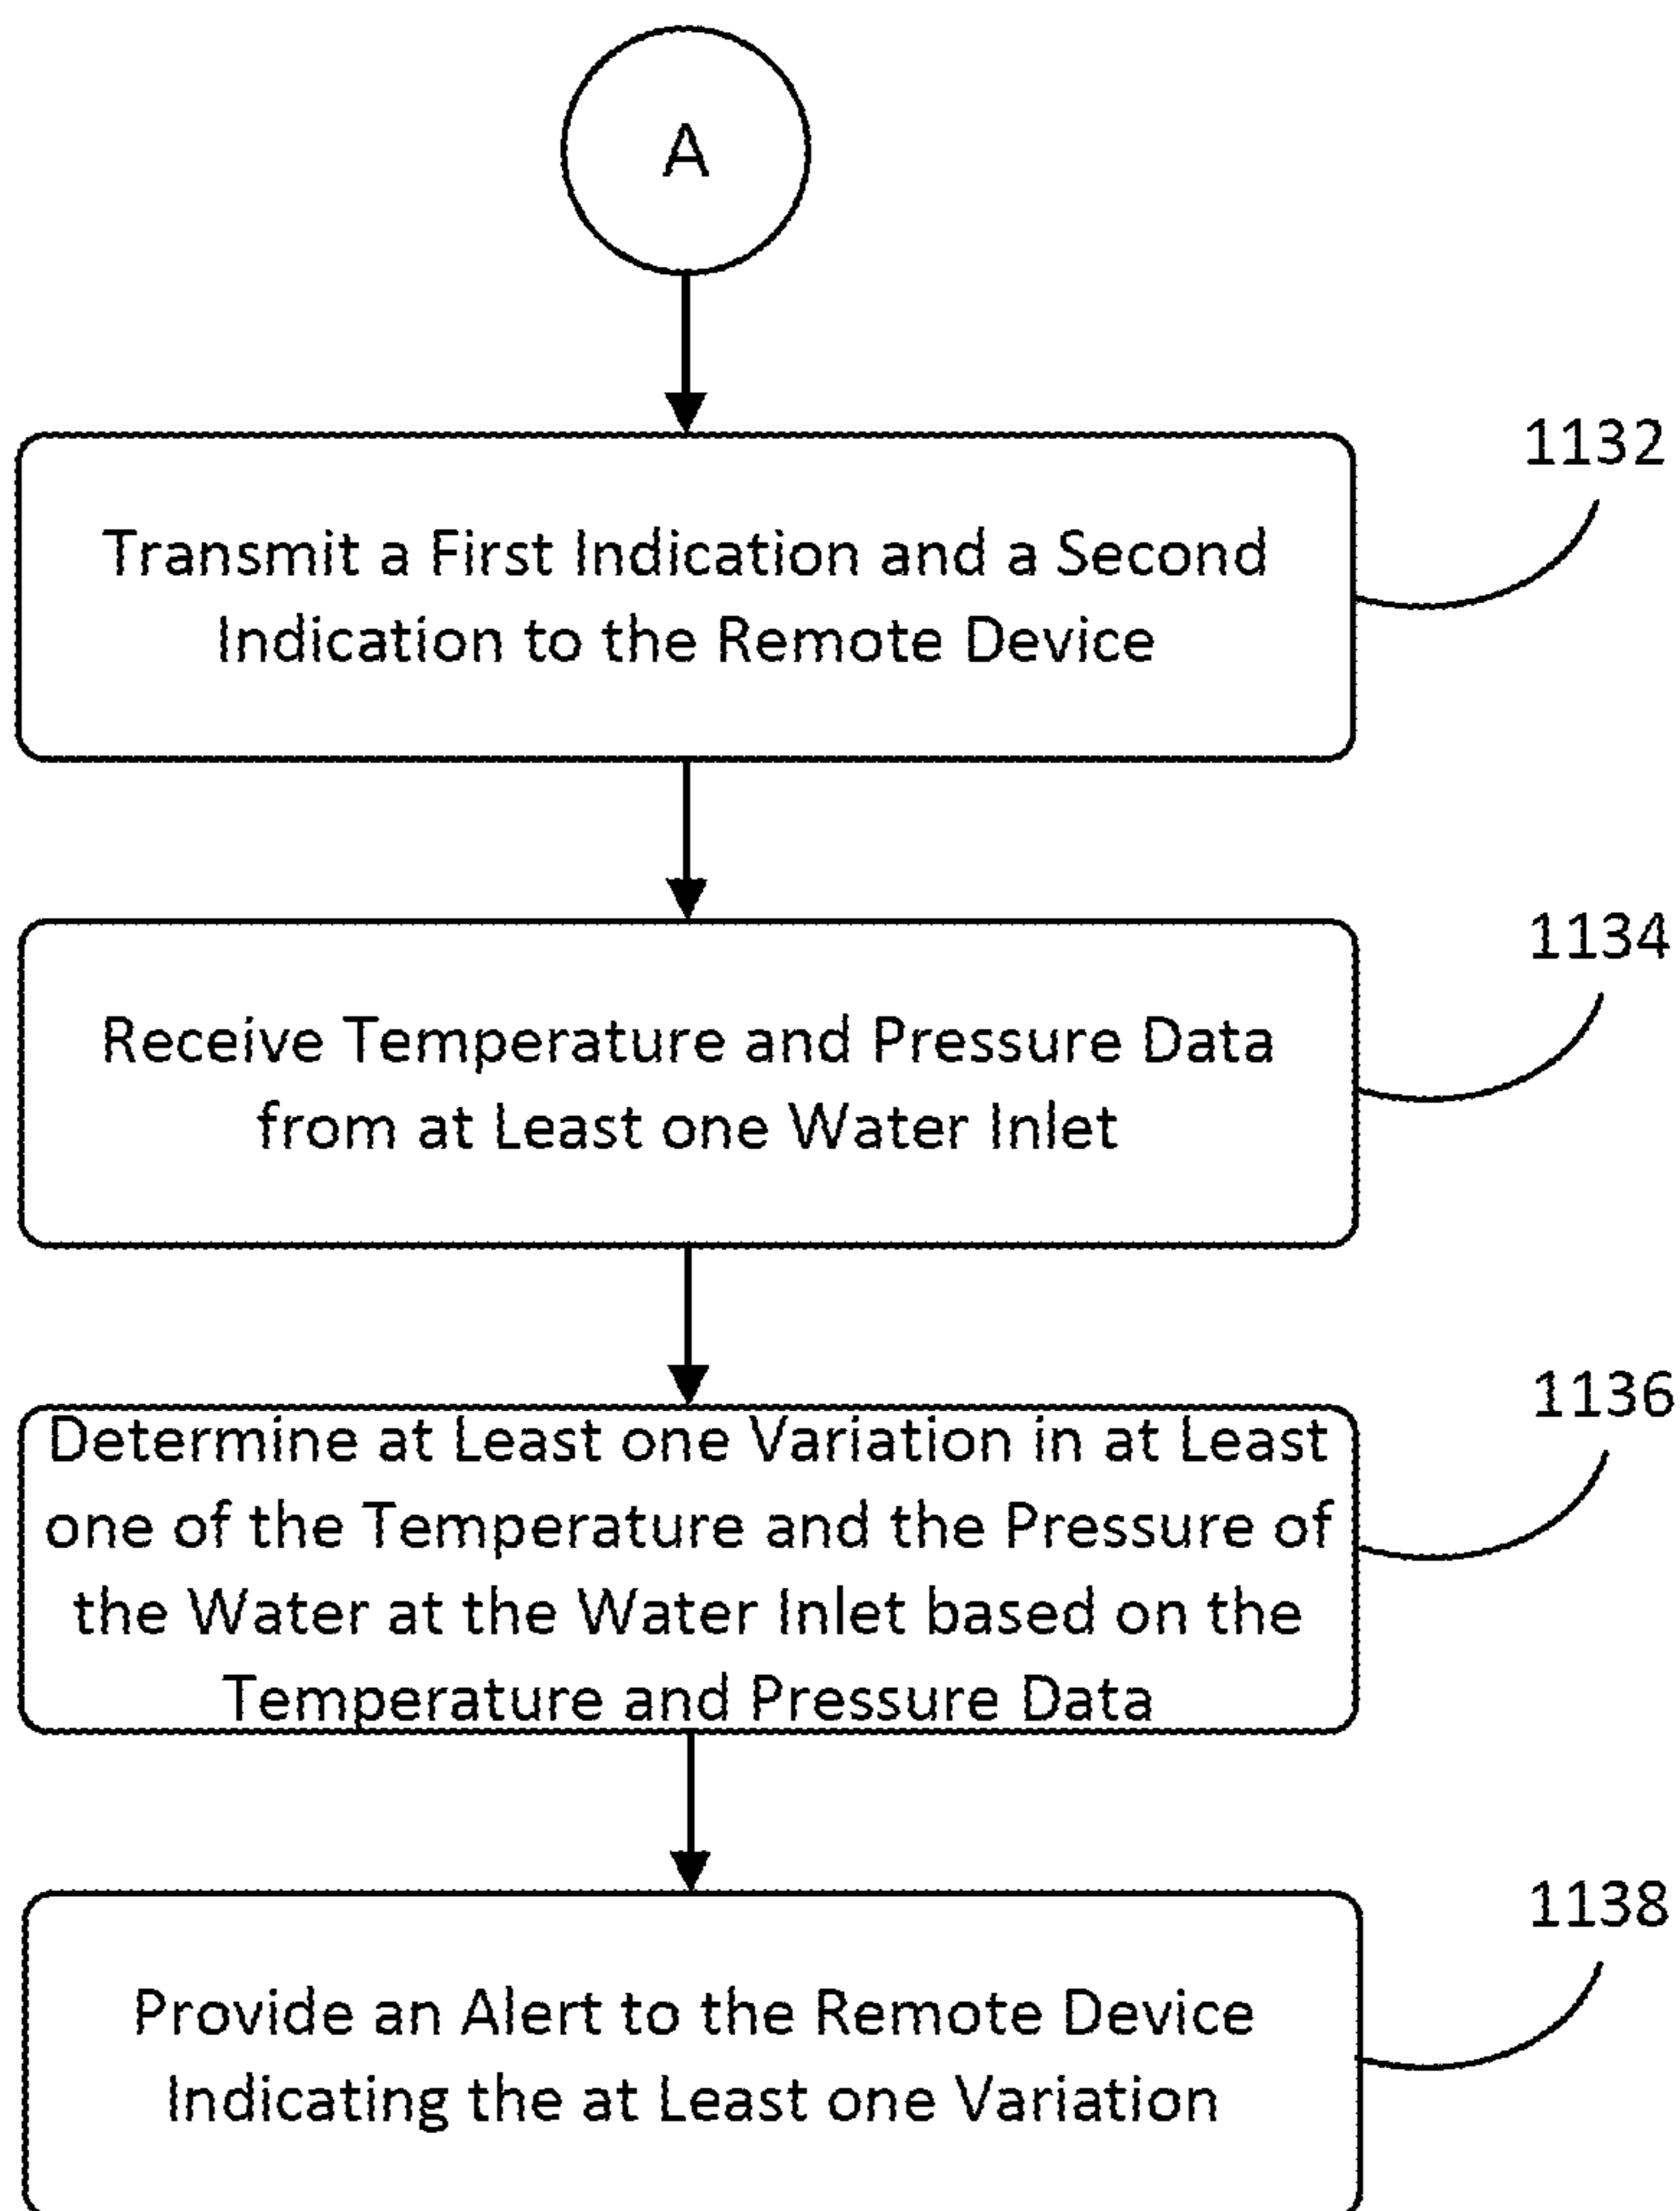 A
1132
Transmit a First Indication and a Second
Indication to the Remote Device
1134
Receive Temperature and Pressure Data
from at Least one Water Inlet
1136
Determine at Least one Variation in at Least
one of the Temperature and the Pressure of
the Water at the Water Inlet based on the
Temperature and Pressure Data
1138
Provide an Alert to the Remote Device
Indicating the at Least one Variation